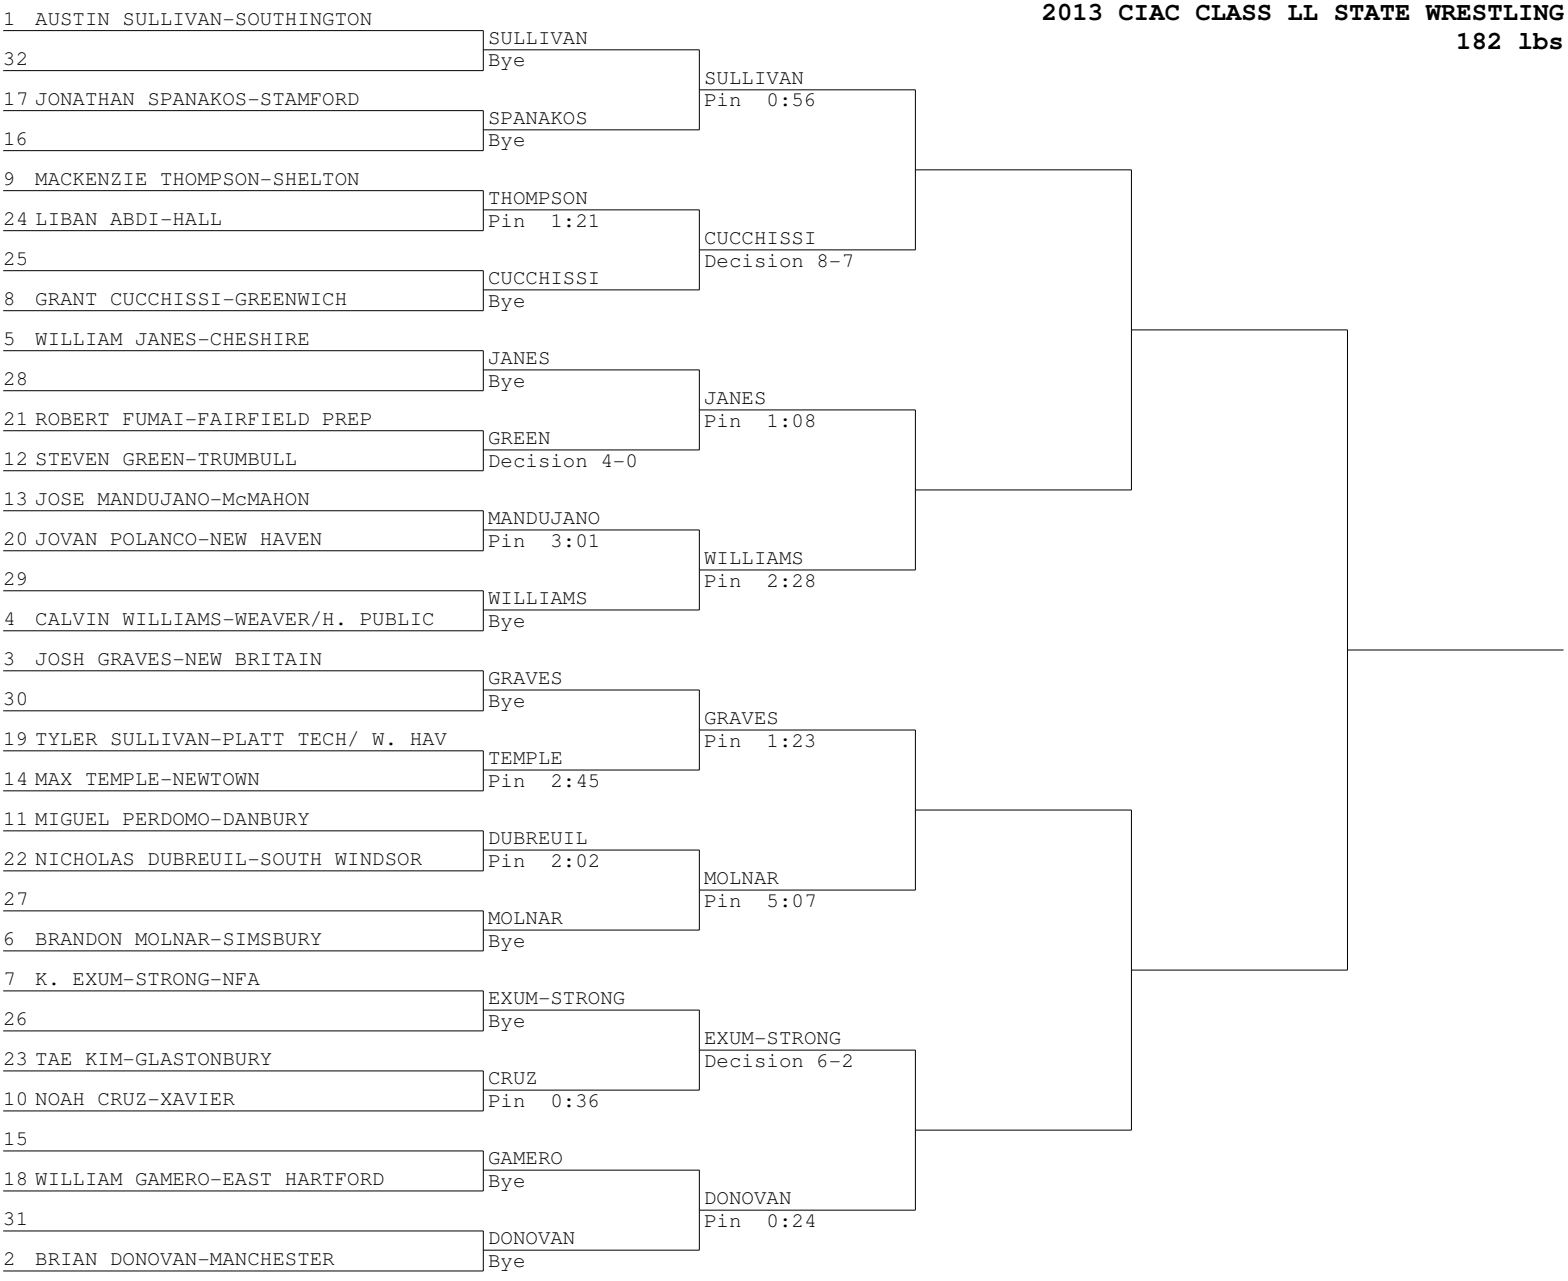 2013 CIAC CLASS LL STATE WRESTLING
182 lbs
1 AUSTIN SULLIVAN-SOUTHINGTON
32
17 JONATHAN SPANAKOS-STAMFORD
16
9 MACKENZIE THOMPSON-SHELTON
24 LIBAN ABDI-HALL
25
8 GRANT CUCCHISSI-GREENWICH
5 WILLIAM JANES-CHESHIRE
28
21 ROBERT FUMAI-FAIRFIELD PREP
12 STEVEN GREEN-TRUMBULL
13 JOSE MANDUJANO-McMAHON
20 JOVAN POLANCO-NEW HAVEN
29
4 CALVIN WILLIAMS-WEAVER/H. PUBLIC
3 JOSH GRAVES-NEW BRITAIN
30
19 TYLER SULLIVAN-PLATT TECH/ W. HAV
14 MAX TEMPLE-NEWTOWN
11 MIGUEL PERDOMO-DANBURY
22 NICHOLAS DUBREUIL-SOUTH WINDSOR
27
6 BRANDON MOLNAR-SIMSBURY
7 K. EXUM-STRONG-NFA
26
23 TAE KIM-GLASTONBURY
10 NOAH CRUZ-XAVIER
15
18 WILLIAM GAMERO-EAST HARTFORD
31
2 BRIAN DONOVAN-MANCHESTER
SULLIVAN
Bye
SPANAKOS
Bye
THOMPSON
Pin 1:21
CUCCHISSI
Bye
JANES
Bye
GREEN
Decision 4-0
MANDUJANO
Pin 3:01
WILLIAMS
Bye
GRAVES
Bye
TEMPLE
Pin 2:45
DUBREUIL
Pin 2:02
MOLNAR
Bye
EXUM-STRONG
Bye
CRUZ
Pin 0:36
GAMERO
Bye
DONOVAN
Bye
SULLIVAN
Pin 0:56
CUCCHISSI
Decision 8-7
JANES
Pin 1:08
WILLIAMS
Pin 2:28
GRAVES
Pin 1:23
MOLNAR
Pin 5:07
EXUM-STRONG
Decision 6-2
DONOVAN
Pin 0:24